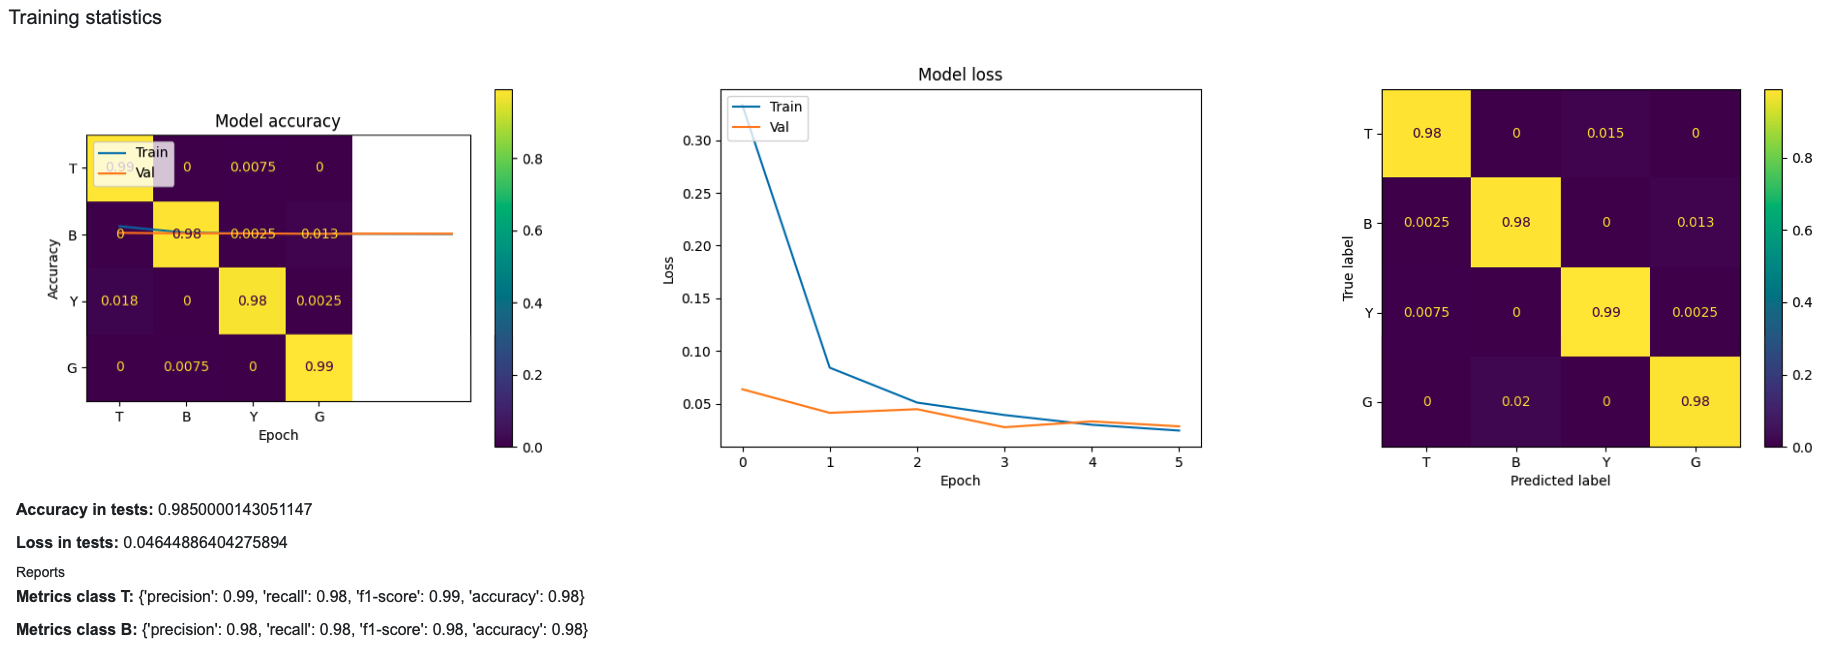 Training statistics
Model accuracy
Train
Val
T
0.99
0
0.0075
0
0.8
B
0
0.98
0.0025
0.013
0.6
Accuracy
0.4
Y
0.018
0
0.98
0.0025
0.2
G
0
0.0075
0
0.99
0.0
T B Y G
Epoch
Model loss
Train
Val
0.30
0.25
0.20
0.15
0.10
0.05
Loss
0 1 2 3 4 5
Epoch
T
0.98
0
0.015
0
B
0.0025
0.98
0
0.013
True label
Y
0.0075
0
0.99
0.0025
G
0
0.02
0
0.98
T B Y G
Predicted label
0.8
0.6
0.4
0.2
0.0
Accuracy in tests: 0.9850000143051147
Loss in tests: 0.04644886404275894
Reports
Metrics class T: {'precision': 0.99, 'recall': 0.98, 'f1-score': 0.99, 'accuracy': 0.98}
Metrics class B: {'precision': 0.98, 'recall': 0.98, 'f1-score': 0.98, 'accuracy': 0.98}